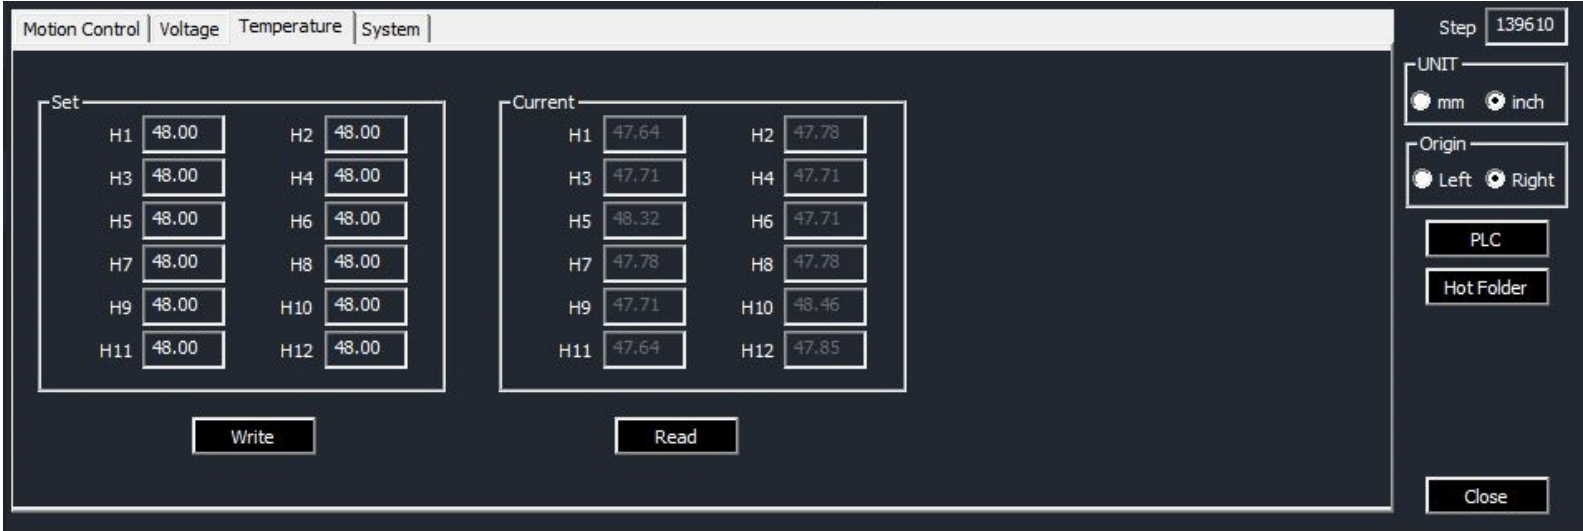 Motion Control Voltage Temperature System
Step 139610
UNIT
mm inch
Origin
Left Right
PLC
Hot Folder
Close
Set
H1 48.00 H2 48.00
H3 48.00 H4 48.00
H5 48.00 H6 48.00
H7 48.00 H8 48.00
H9 48.00 H10 48.00
H11 48.00 H12 48.00
Write
Current
H1 47.64 H2 47.78
H3 47.71 H4 47.71
H5 48.32 H6 47.71
H7 47.78 H8 47.78
H9 47.71 H10 48.46
H11 47.64 H12 47.85
Read